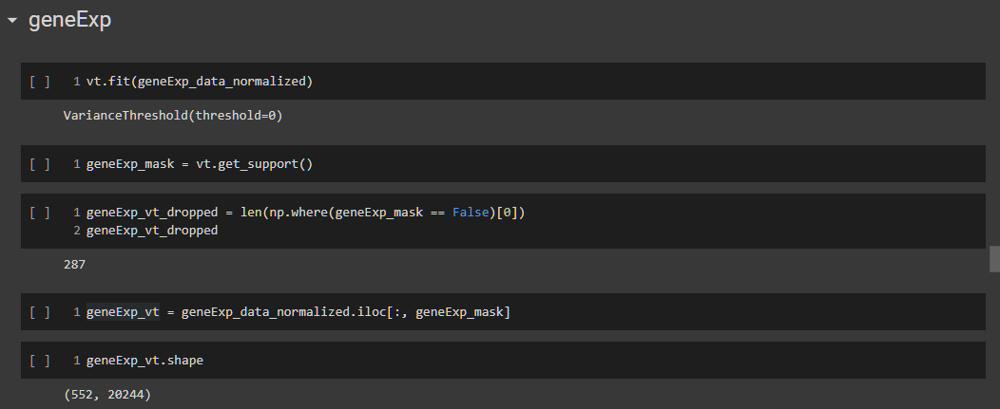 geneExp
[ ] 1 vt.fit(geneExp_data_normalized)
VarianceThreshold(threshold=0)
[ ] 1 geneExp_mask = vt.get_support()
[ ] 1 geneExp_vt_dropped = len(np.where(geneExp_mask == False)[0])
2 geneExp_vt_dropped
287
[ ] 1 geneExp_vt = geneExp_data_normalized.iloc[:, geneExp_mask]
[ ] 1 geneExp_vt.shape
(552, 20244)